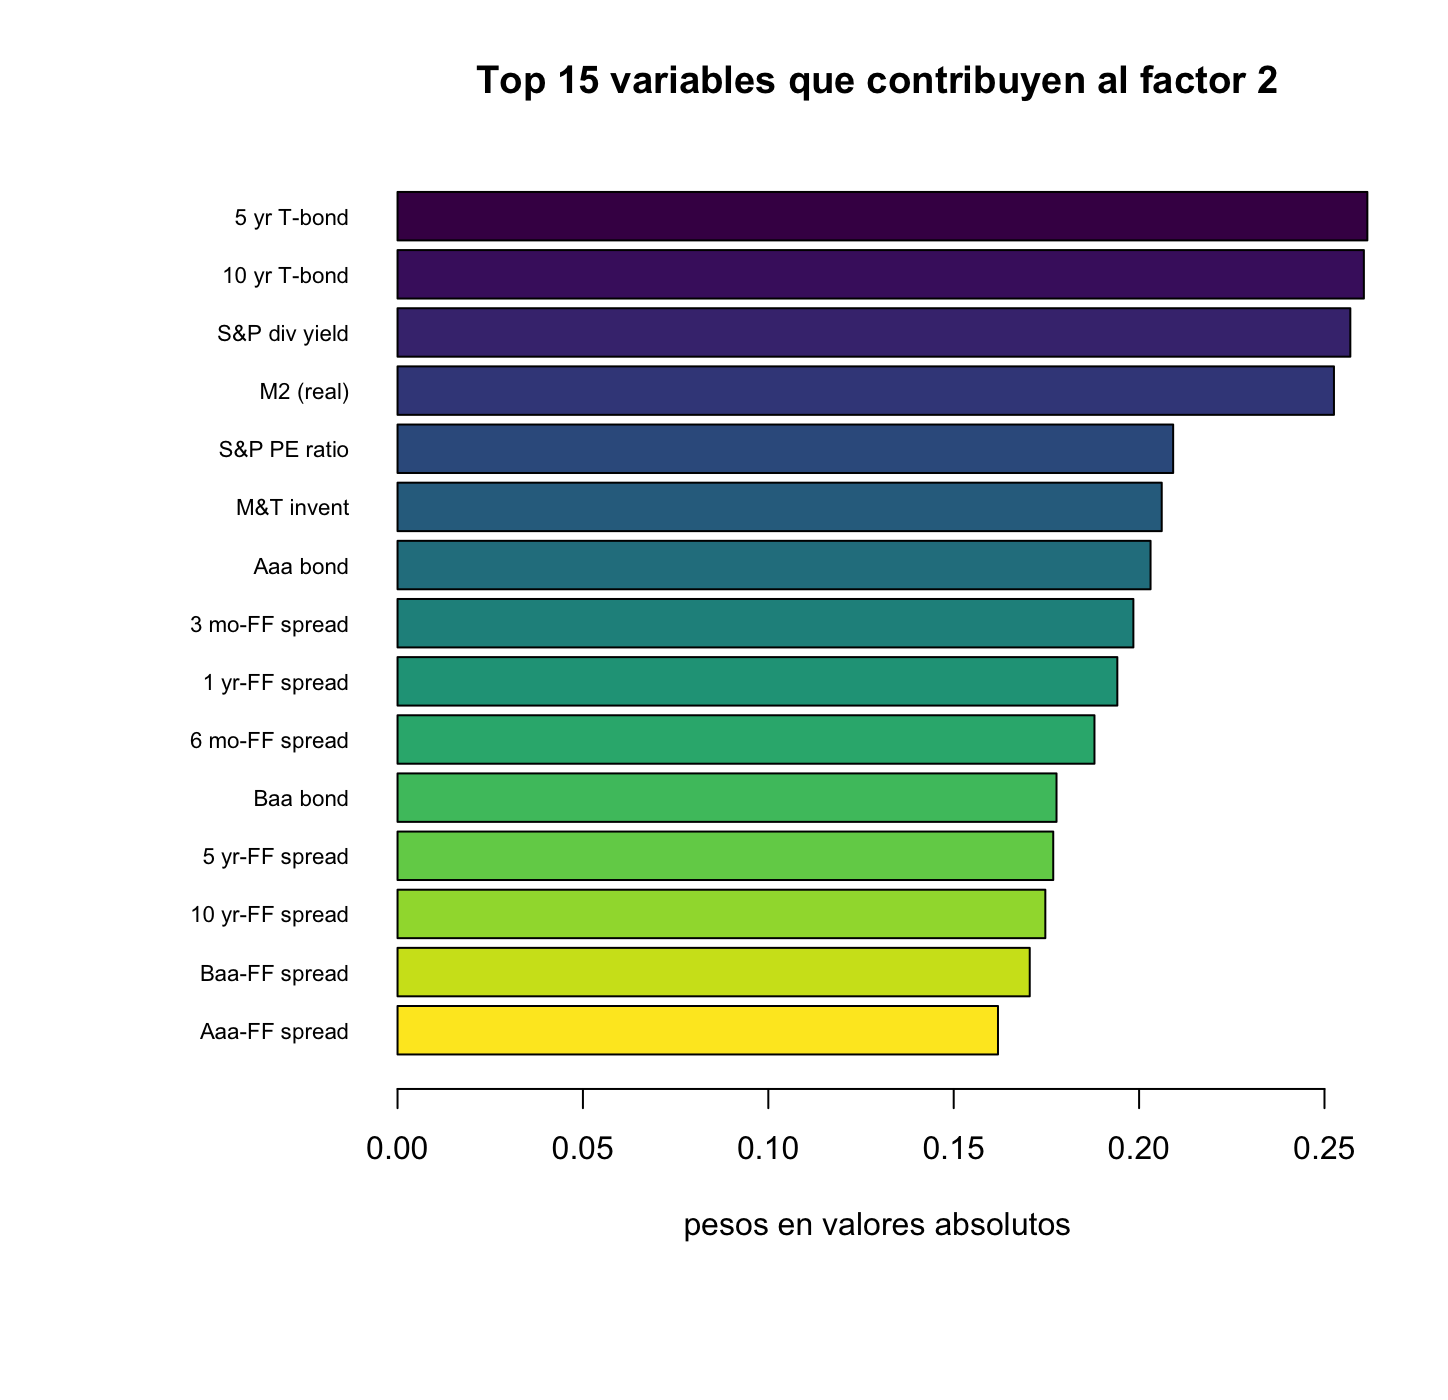 Top 15 variables que contribuyen al factor 2
5 yr T-bond
10 yr T-bond
S&P div yield
M2 (real)
S&P PE ratio
M&T invent
Aaa bond
3 mo-FF spread
1 yr-FF spread
6 mo-FF spread
Baa bond
5 yr-FF spread
10 yr-FF spread
Baa-FF spread
Aaa-FF spread
0.00 0.05 0.10 0.15 0.20 0.25
pesos en valores absolutos